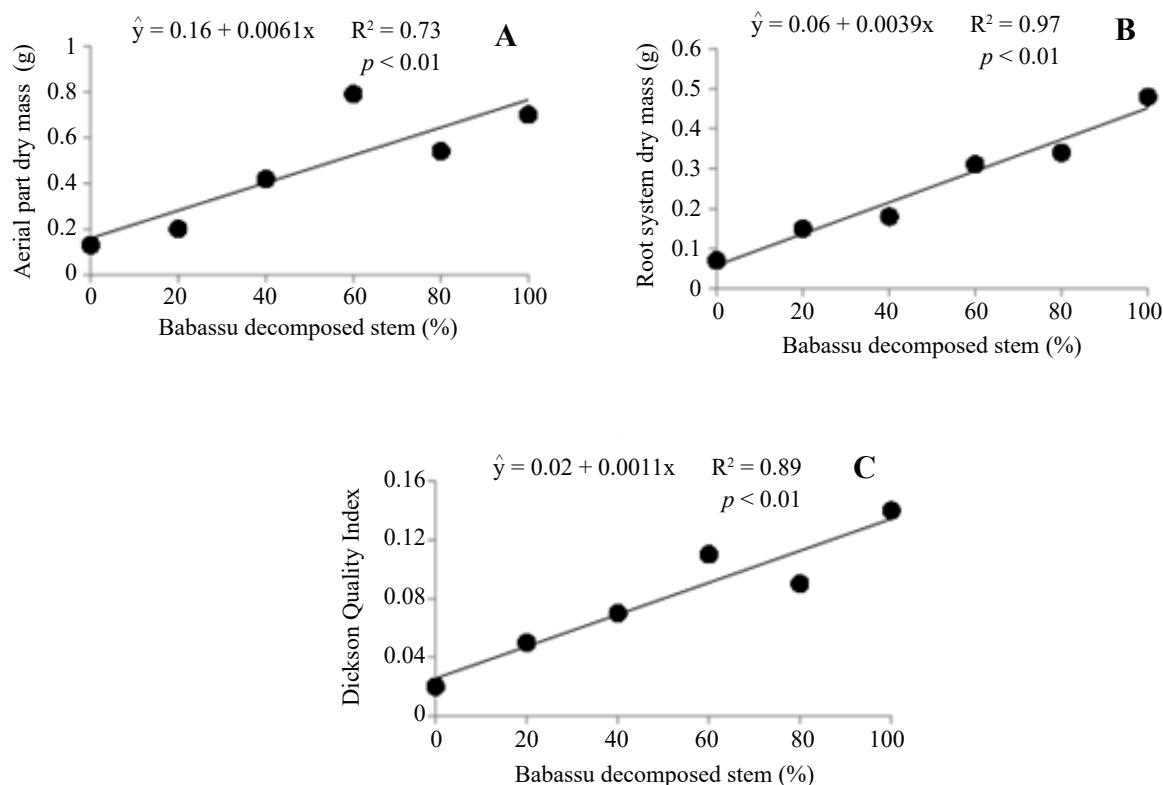 ŷ = 0.16 + 0.0061x R² = 0.73 A
p < 0.01
1
0.8
0.6
0.4
0.2
0
Aerial part dry mass (g)
0 20 40 60 80 100
Babassu decomposed stem (%)
ŷ = 0.06 + 0.0039x R² = 0.97 B
p < 0.01
0.6
0.5
0.4
0.3
0.2
0.1
0
Root system dry mass (g)
0 20 40 60 80 100
Babassu decomposed stem (%)
ŷ = 0.02 + 0.0011x R² = 0.89 C
p < 0.01
0.16
0.12
0.08
0.04
0
Dickson Quality Index
0 20 40 60 80 100
Babassu decomposed stem (%)